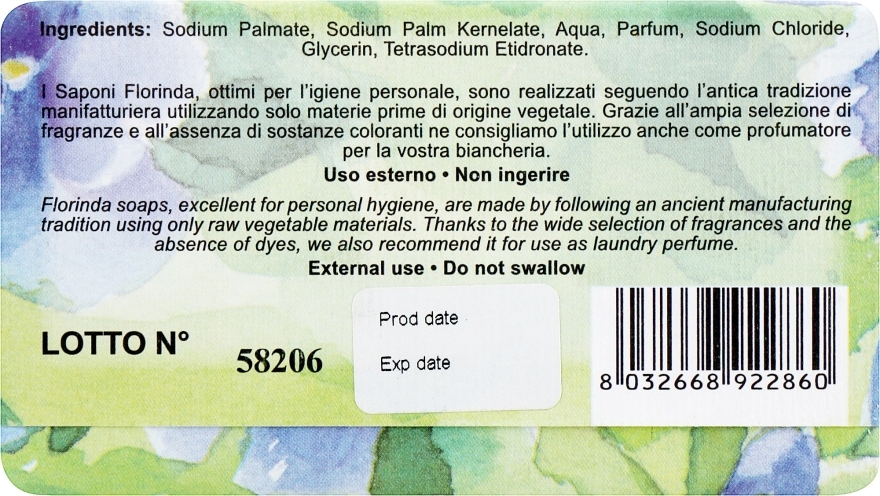 Ingredients: Sodium Palmate, Sodium Palm Kernelate, Aqua, Parfum, Sodium Chloride,
Glycerin, Tetrasodium Etidronate.
I Saponi Florinda, ottimi per l'igiene personale, sono realizzati seguendo l'antica tradizione
manifatturiera utilizzando solo materie prime di origine vegetale. Grazie all'ampia selezione di
fragranze e all'assenza di sostanze coloranti ne consigliamo l'utilizzo anche come profumatore
per la vostra biancheria.
Uso esterno • Non ingerire
Florinda soaps, excellent for personal hygiene, are made by following an ancient manufacturing
tradition using only raw vegetable materials. Thanks to the wide selection of fragrances and the
absence of dyes, we also recommend it for use as laundry perfume.
External use • Do not swallow
LOTTO N°
58206
Prod date
Exp date
8 032668 922860